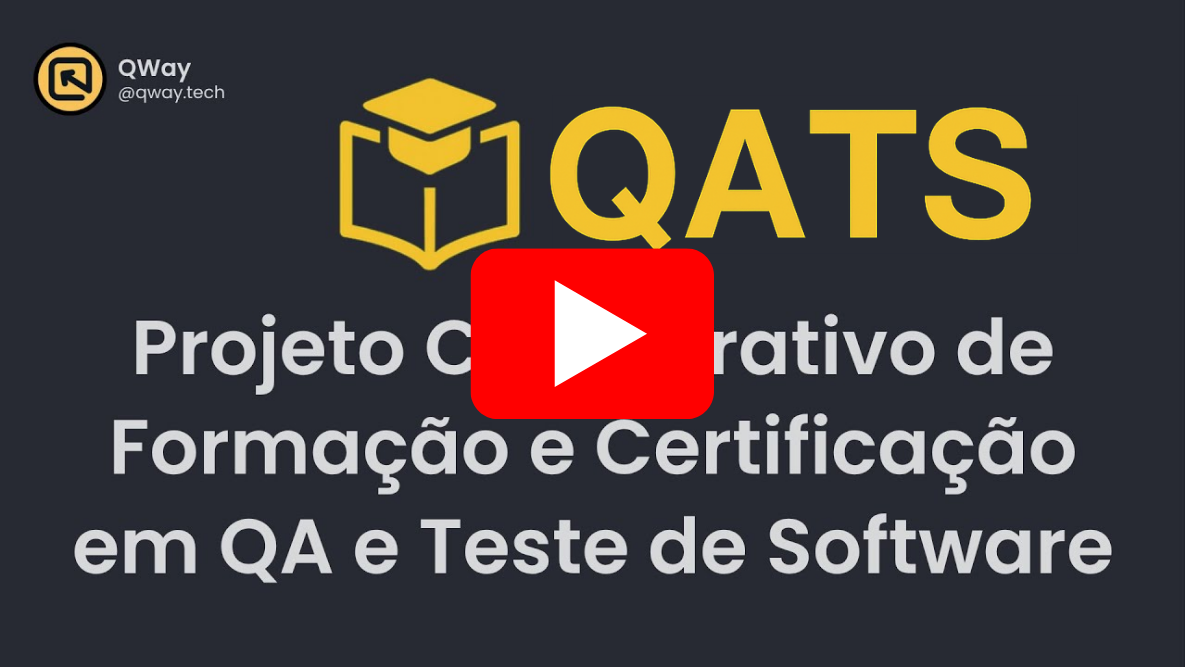 QWay
@qway.tech
QATS
Projeto de
Formação e Certificação
em QA e Teste de Software